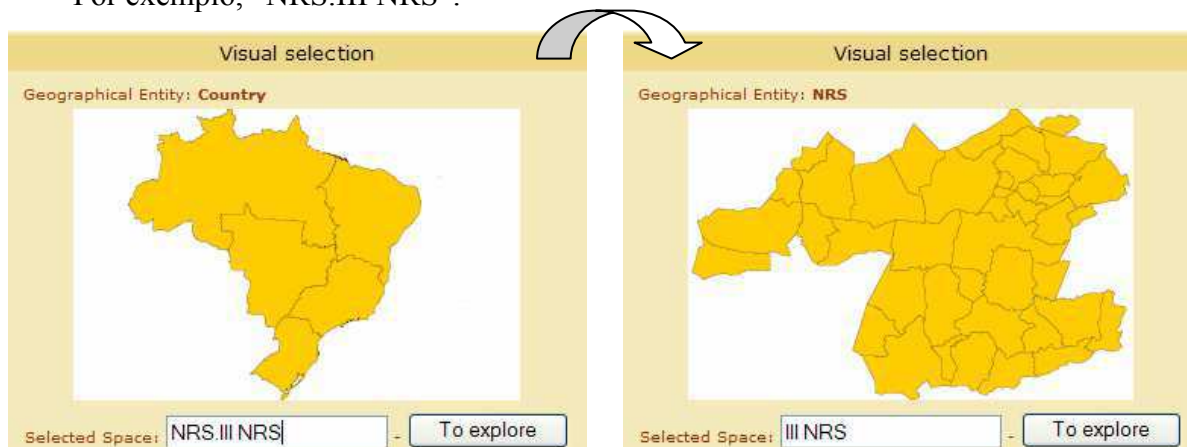 Por exemplo, "NRS.III NRS".
Visual selection
Geographical Entity: Country
Selected Space: NRS.III NRS - To explore
Visual selection
Geographical Entity: NRS
Selected Space: III NRS - To explore